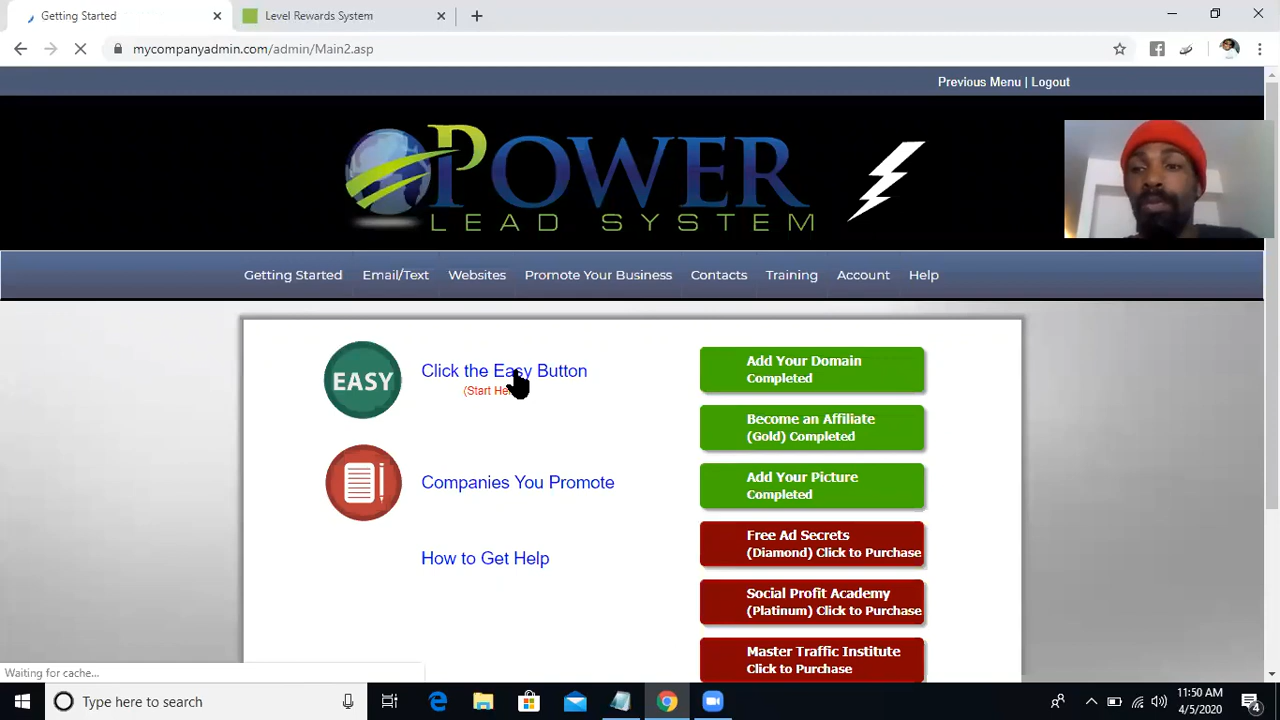 Getting Started
Level Rewards System
mycompanyadmin.com/admin/Main2.asp
Previous Menu | Logout
POWER
LEAD SYSTEM
Getting Started Email/Text Websites Promote Your Business Contacts Training Account Help
EASY
Click the Easy Button
(Start He
Companies You Promote
How to Get Help
Add Your Domain
Completed
Become an Affiliate
(Gold) Completed
Add Your Picture
Completed
Free Ad Secrets
(Diamond) Click to Purchase
Social Profit Academy
(Platinum) Click to Purchase
Master Traffic Institute
Click to Purchase
Waiting for cache...
Type here to search
11:50 AM
4/5/2020
4